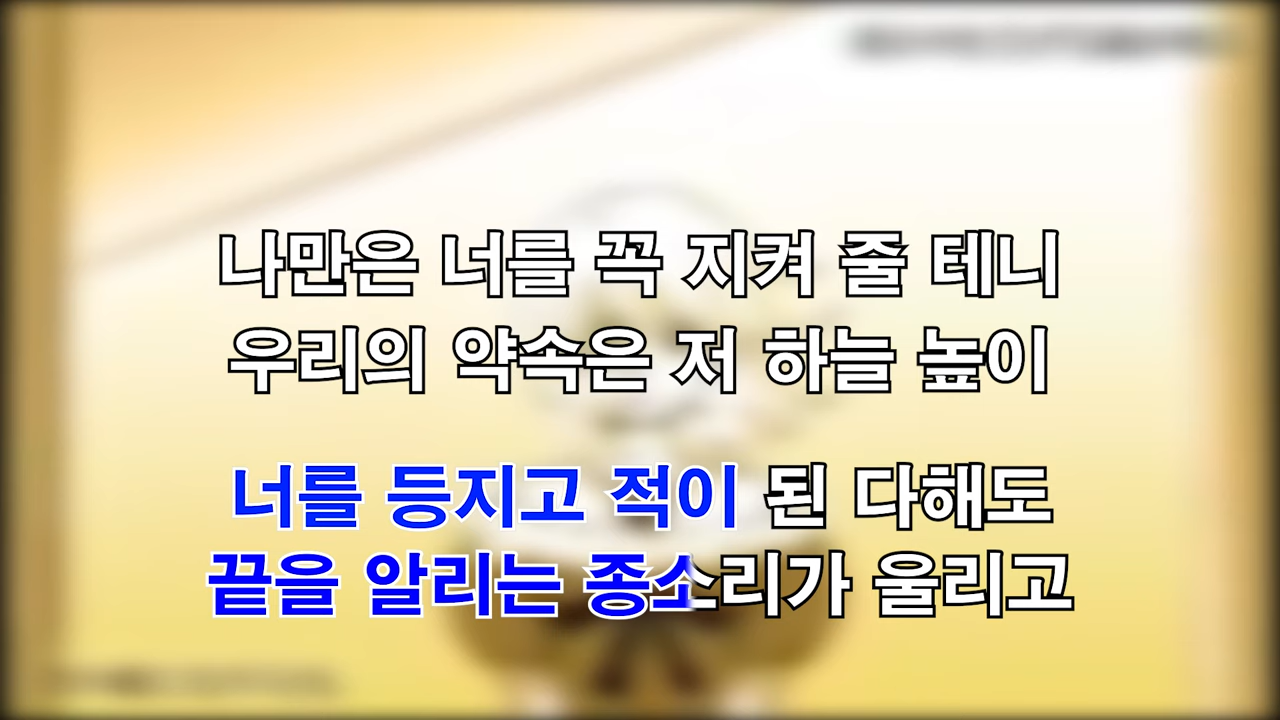 나만은 너를 꼭 지켜 줄 테니
우리의 약속은 저 하늘 높이
너를 등지고 적이 된 다해도
끝을 알리는 종소리가 울리고